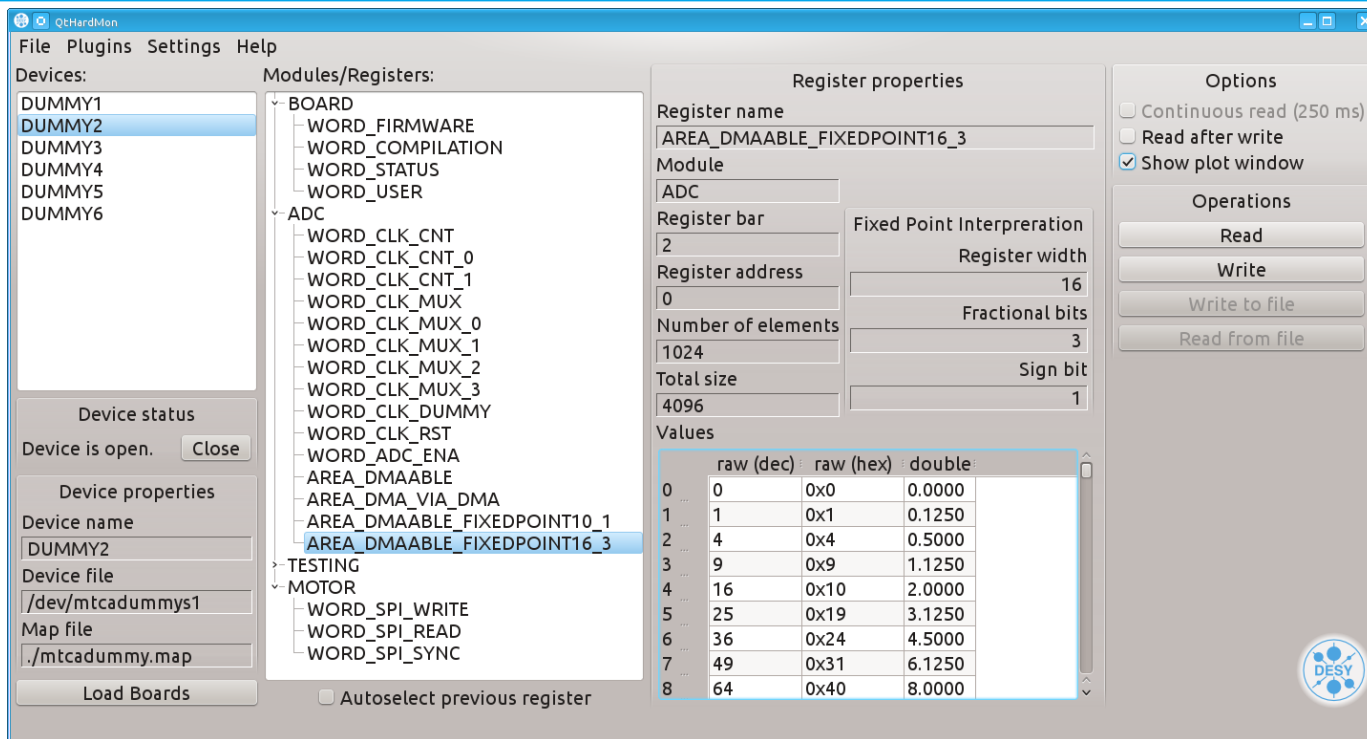 QtHardMon
File Plugins Settings Help
Devices:
DUMMY1
DUMMY2
DUMMY3
DUMMY4
DUMMY5
DUMMY6
Device status
Device is open. Close
Device properties
Device name
DUMMY2
Device file
/dev/mtcadummys1
Map file
./mtcadummy.map
Load Boards
Modules/Registers:
BOARD
WORD_FIRMWARE
WORD_COMPILATION
WORD_STATUS
WORD_USER
ADC
WORD_CLK_CNT
WORD_CLK_CNT_0
WORD_CLK_CNT_1
WORD_CLK_MUX
WORD_CLK_MUX_0
WORD_CLK_MUX_1
WORD_CLK_MUX_2
WORD_CLK_MUX_3
WORD_CLK_DUMMY
WORD_CLK_RST
WORD_ADC_ENA
AREA_DMAABLE
AREA_DMA_VIA_DMA
AREA_DMAABLE_FIXEDPOINT10_1
AREA_DMAABLE_FIXEDPOINT16_3
TESTING
MOTOR
WORD_SPI_WRITE
WORD_SPI_READ
WORD_SPI_SYNC
Autoselect previous register
Register properties
Register name
AREA_DMAABLE_FIXEDPOINT16_3
Module
ADC
Register bar
2
Register address
0
Number of elements
1024
Total size
4096
Fixed Point Interpreration
Register width
16
Fractional bits
3
Sign bit
1
Values
raw (dec) raw (hex) double
0 ... 0 0x0 0.0000
1 ... 1 0x1 0.1250
2 ... 4 0x4 0.5000
3 ... 9 0x9 1.1250
4 ... 16 0x10 2.0000
5 ... 25 0x19 3.1250
6 ... 36 0x24 4.5000
7 ... 49 0x31 6.1250
8 64 0x40 8.0000
Options
Continuous read (250 ms)
Read after write
Show plot window
Operations
Read
Write
Write to file
Read from file
DESY